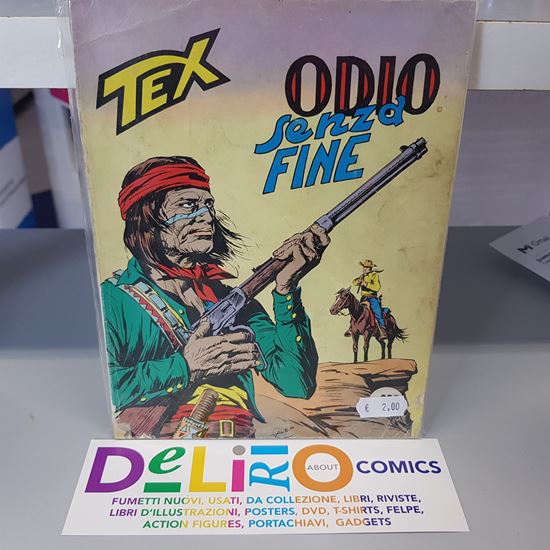 TEX
ODIO
senza
FINE
€ 2,00
DeLiRiO ABOUT COMICS
FUMETTI NUOVI, USATI, DA COLLEZIONE, LIBRI, RIVISTE,
LIBRI D'ILLUSTRAZIONI, POSTERS, DVD, T-SHIRTS, FELPE,
ACTION FIGURES, PORTACHIAVI, GADGETS